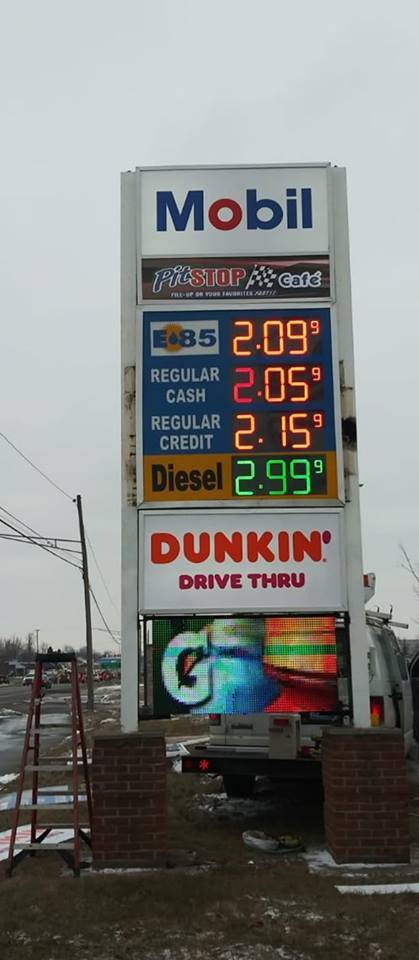 Mobil
PitSTOP Café
FILL-UP ON YOUR FAVORITES
E85 2.09 9
REGULAR CASH 2.05 9
REGULAR CREDIT 2.15 9
Diesel 2.99 9
DUNKIN'
DRIVE THRU
G